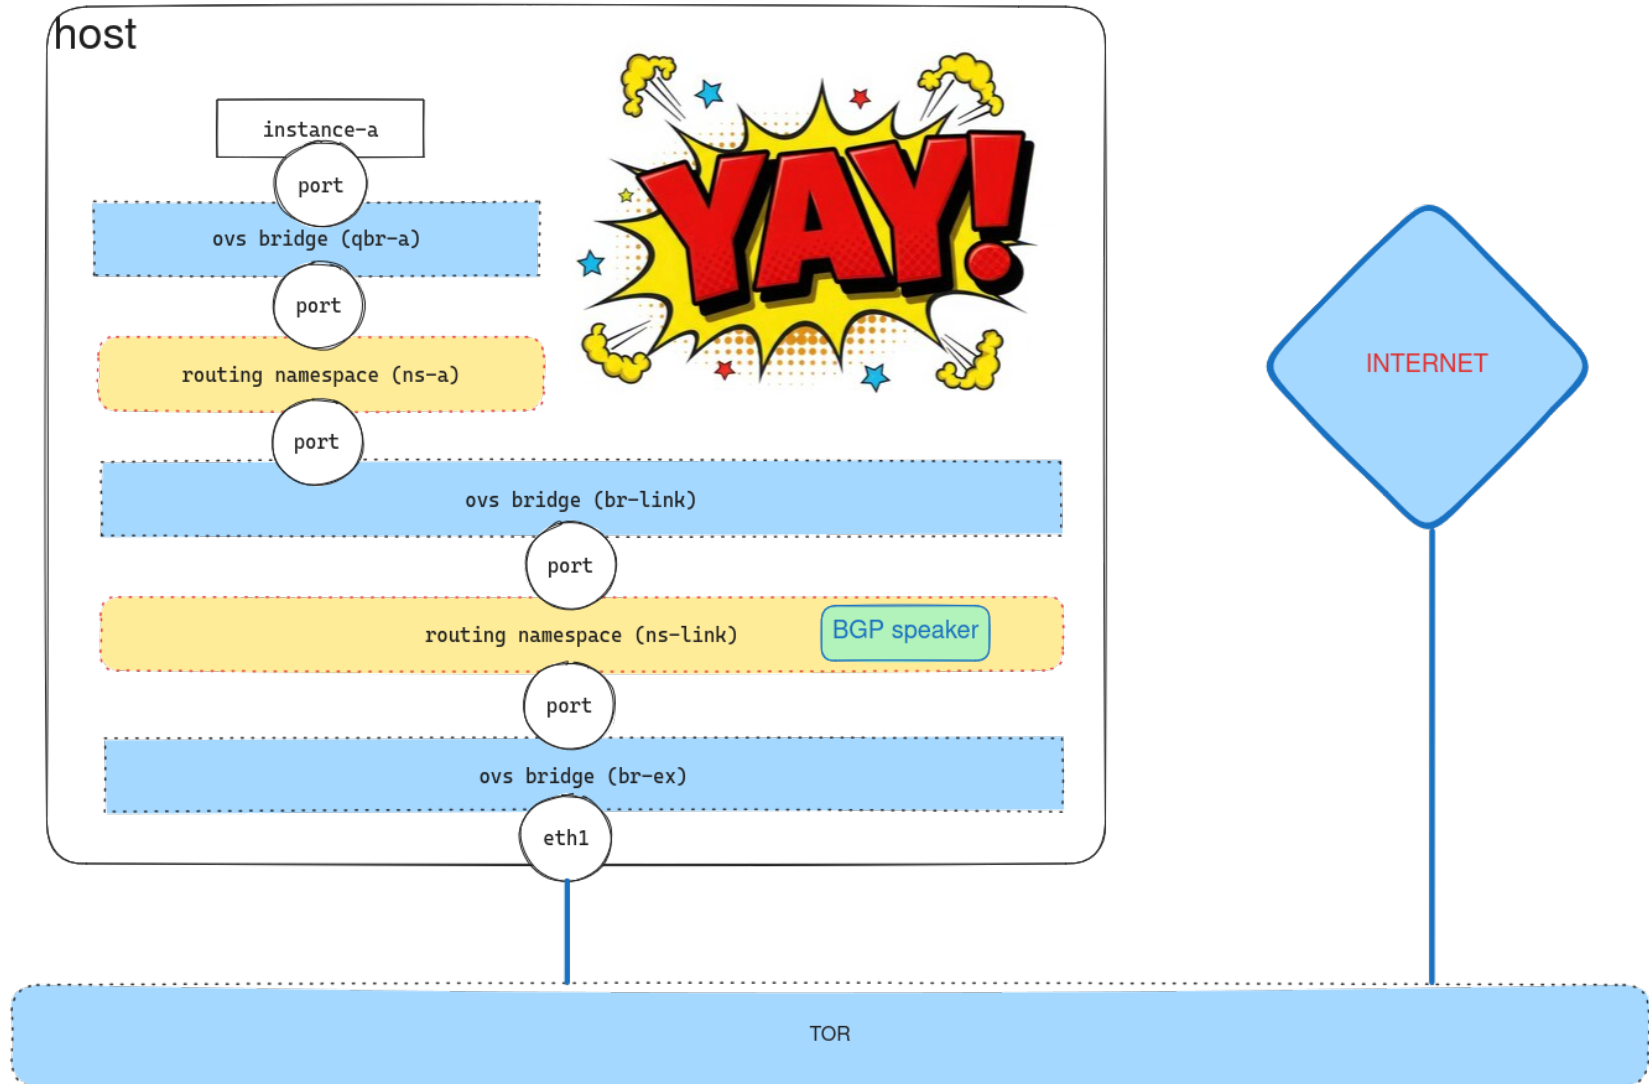 host
instance-a
port
ovs bridge (qbr-a)
port
routing namespace (ns-a)
port
ovs bridge (br-link)
port
routing namespace (ns-link)
BGP speaker
port
ovs bridge (br-ex)
eth1
YAY!
INTERNET
TOR